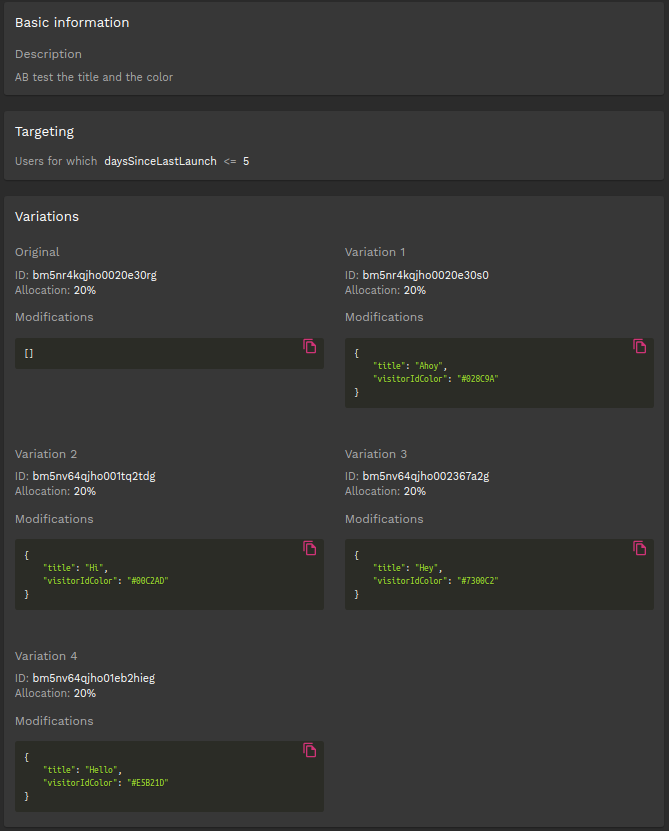 Basic information
Description
AB test the title and the color
Targeting
Users for which daysSinceLastLaunch <= 5
Variations
Original
ID: bm5nr4kqjho0020e30rg
Allocation: 20%
Modifications
[]
Variation 1
ID: bm5nr4kqjho0020e30s0
Allocation: 20%
Modifications
{
"title": "Ahoy",
"visitorIdColor": "#028C9A"
}
Variation 2
ID: bm5nv64qjho001tq2tdg
Allocation: 20%
Modifications
{
"title": "Hi",
"visitorIdColor": "#00C2AD"
}
Variation 3
ID: bm5nv64qjho002367a2g
Allocation: 20%
Modifications
{
"title": "Hey",
"visitorIdColor": "#7300C2"
}
Variation 4
ID: bm5nv64qjho01eb2hieg
Allocation: 20%
Modifications
{
"title": "Hello",
"visitorIdColor": "#E5B21D"
}